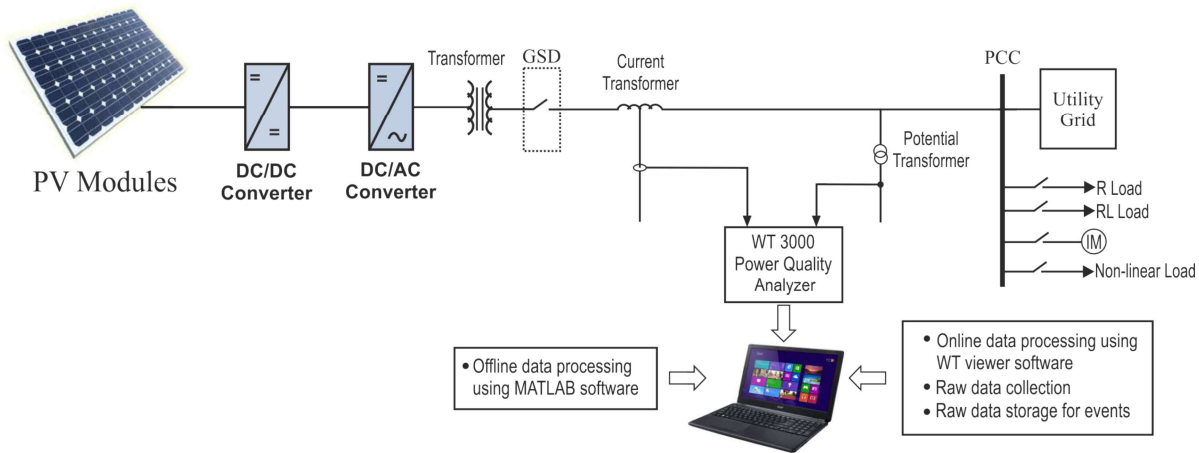 PV Modules
DC/DC
Converter
DC/AC
Converter
Transformer
GSD
Current
Transformer
Potential
Transformer
PCC
Utility
Grid
R Load
RL Load
IM
Non-linear Load
WT 3000
Power Quality
Analyzer
• Offline data processing
using MATLAB software
• Online data processing using
WT viewer software
• Raw data collection
• Raw data storage for events